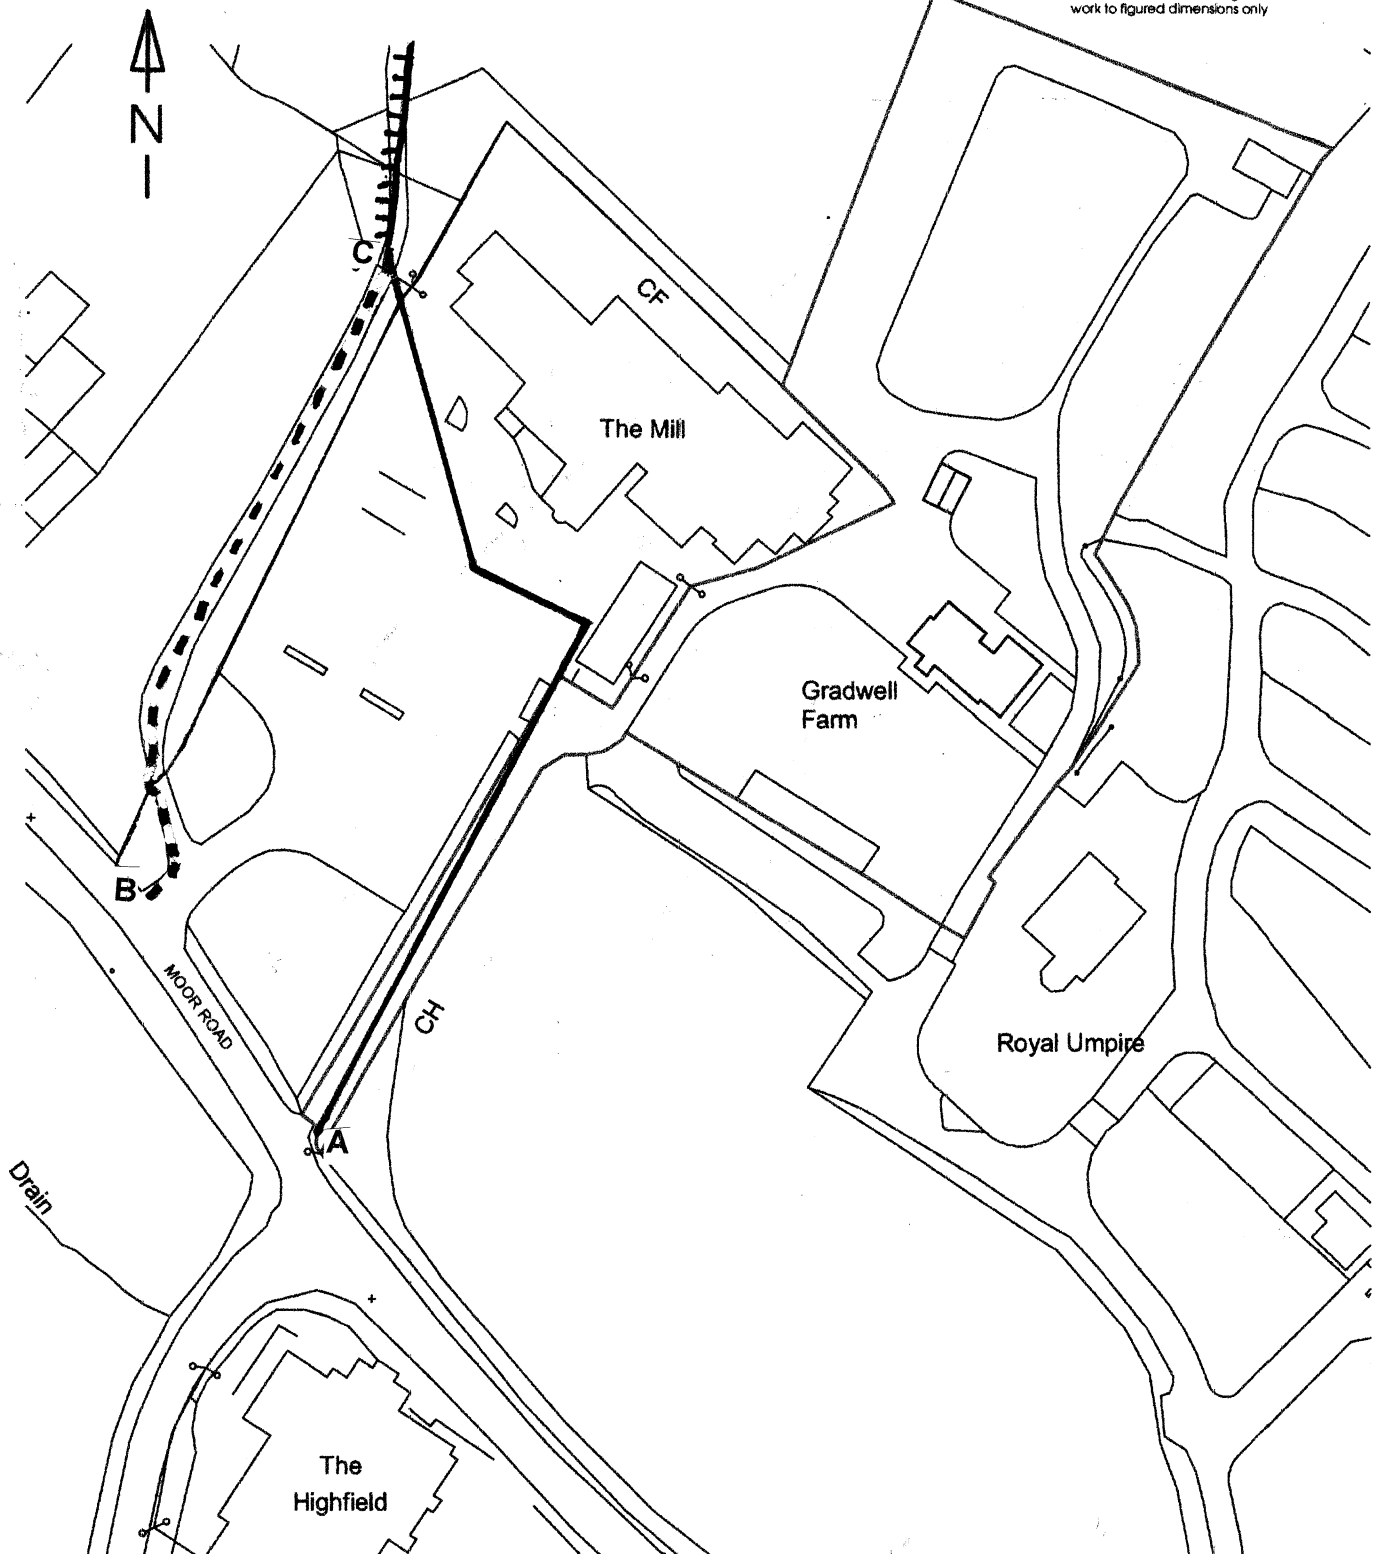 work to figured dimensions only
N
C
CF
The Mill
Gradwell
Farm
B
MOOR ROAD
CH
Royal Umpire
A
Drain
The
Highfield